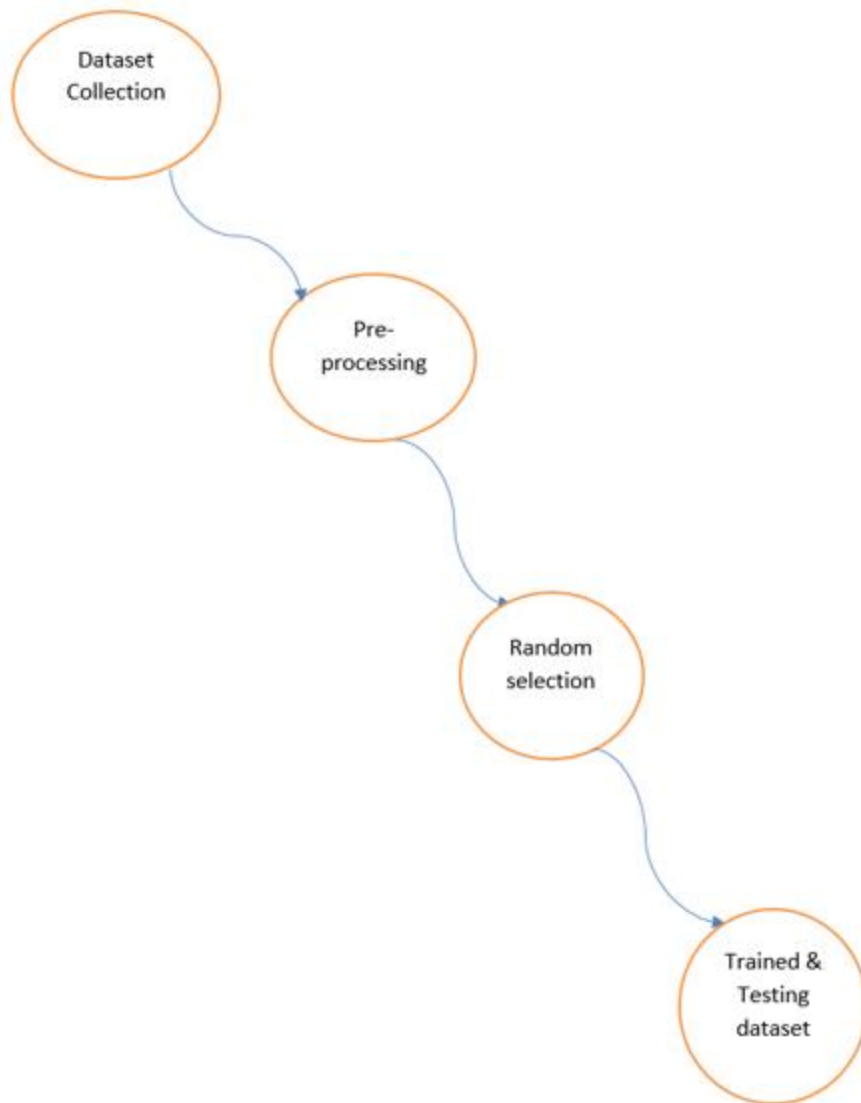 Dataset
Collection
Pre-
processing
Random
selection
Trained &
Testing
dataset